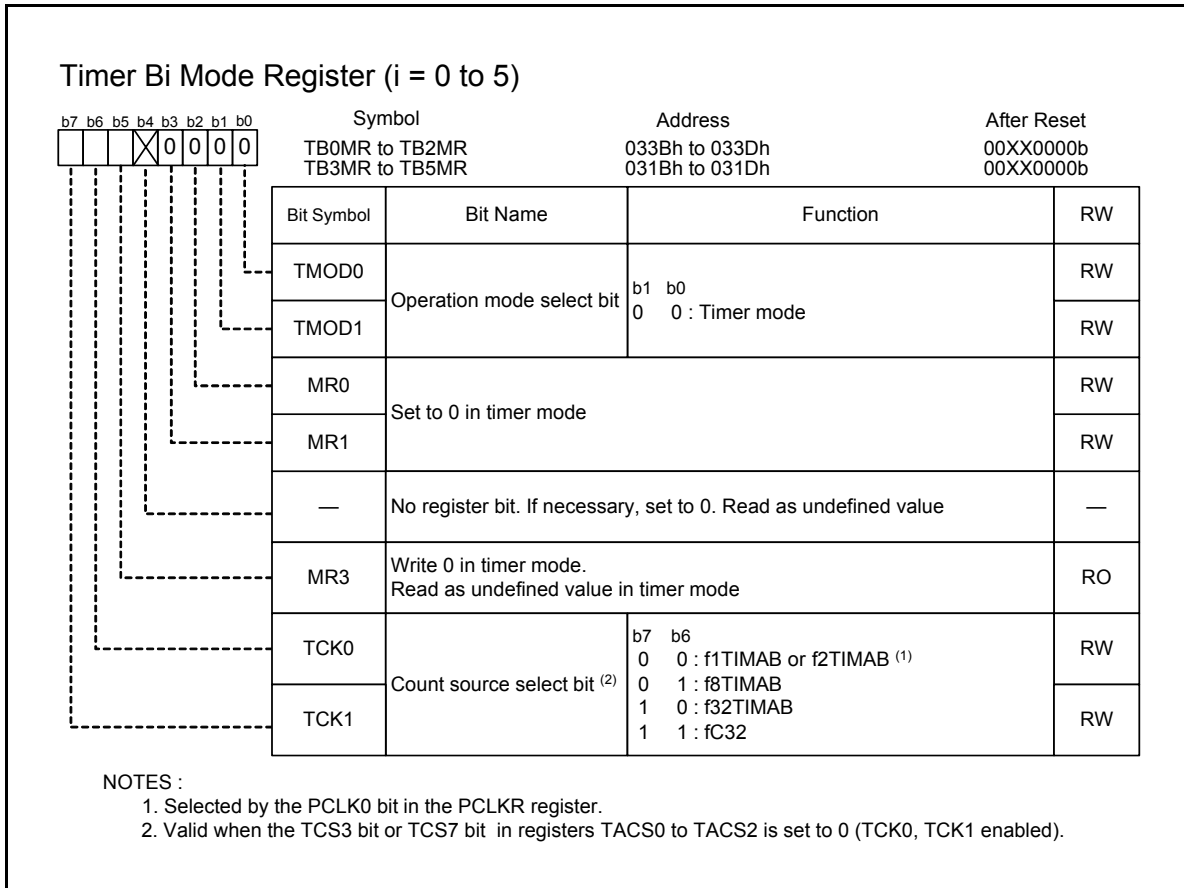 Timer Bi Mode Register (i = 0 to 5)
b7 b6 b5 b4 b3 b2 b1 b0
0 0 0 0
Symbol Address After Reset
TB0MR to TB2MR 033Bh to 033Dh 00XX0000b
TB3MR to TB5MR 031Bh to 031Dh 00XX0000b
Bit Symbol Bit Name Function RW
TMOD0 RW
Operation mode select bit
b1 b0
0 0 : Timer mode
TMOD1 RW
MR0 RW
Set to 0 in timer mode
MR1 RW
— No register bit. If necessary, set to 0. Read as undefined value —
MR3 RO
Write 0 in timer mode.
Read as undefined value in timer mode
TCK0 RW
Count source select bit (2)
b7 b6
0 0 : f1TIMAB or f2TIMAB (1)
0 1 : f8TIMAB
1 0 : f32TIMAB
1 1 : fC32
TCK1 RW
NOTES :
1. Selected by the PCLK0 bit in the PCLKR register.
2. Valid when the TCS3 bit or TCS7 bit in registers TACS0 to TACS2 is set to 0 (TCK0, TCK1 enabled).